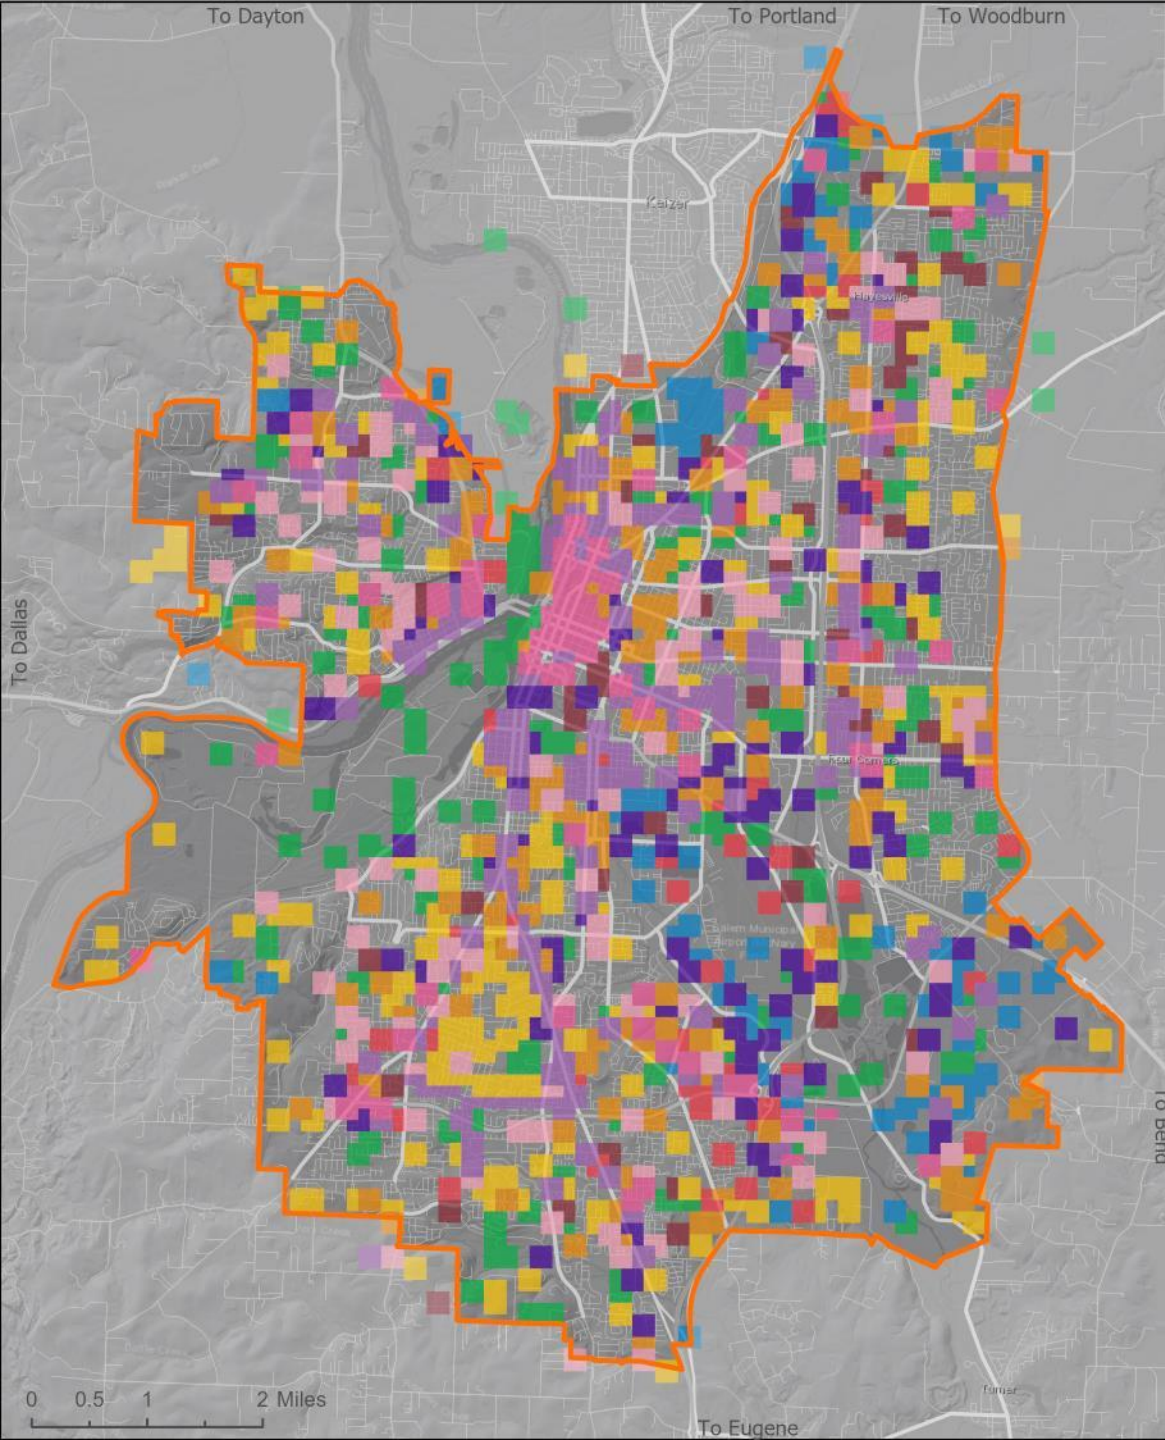 To Dayton
To Portland
To Woodburn
Keizer
Hayesville
To Dallas
Four Corners
Salem Municipal
Airport
0 0.5 1 2 Miles
To Bend
Turner
To Eugene